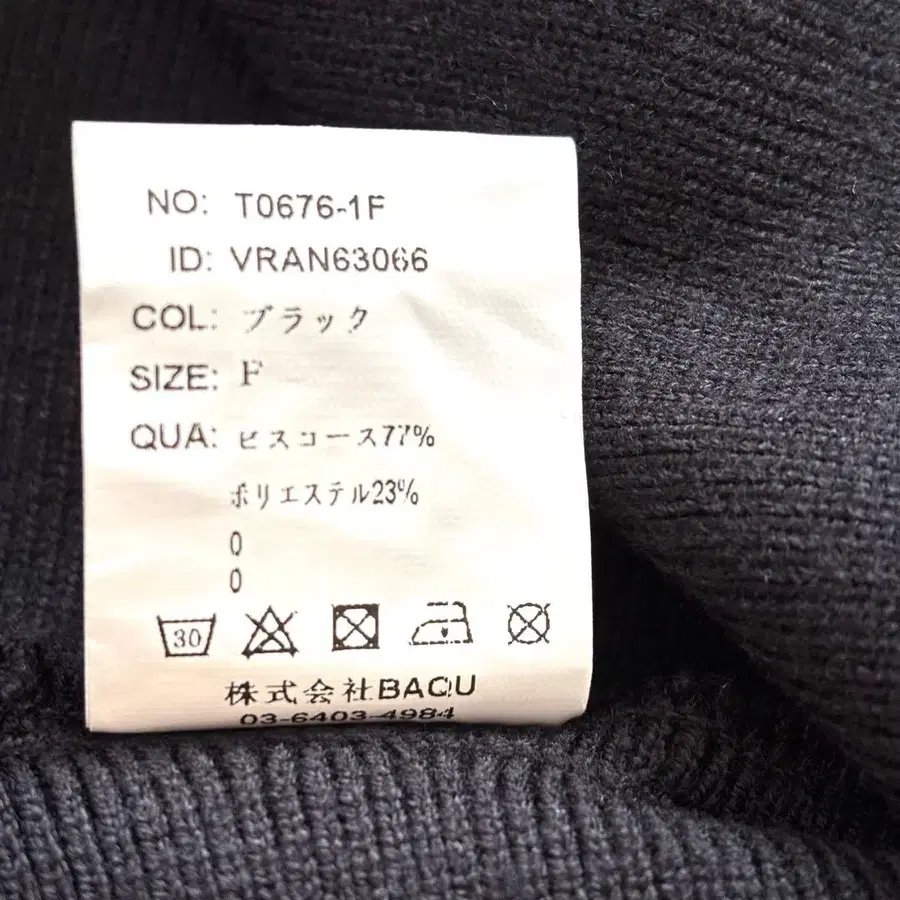 NO: T0676-1F
ID: VRAN63066
COL: ブラック
SIZE: F
QUA: ビスコース77%
ポリエステル23%
0
0
30
株式会社BAQU
03-6403-4984